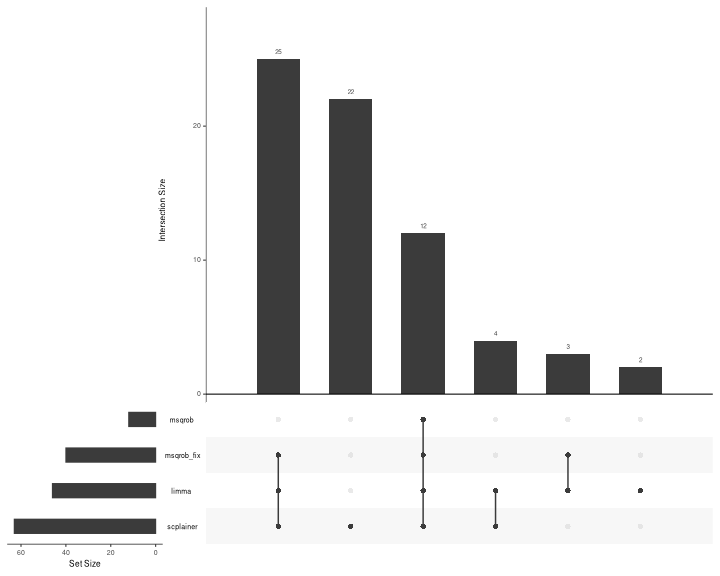 25
22
12
4
3
2
Intersection Size
20
10
0
msqrob
msqrob_fix
limma
scplainer
60 40 20 0
Set Size